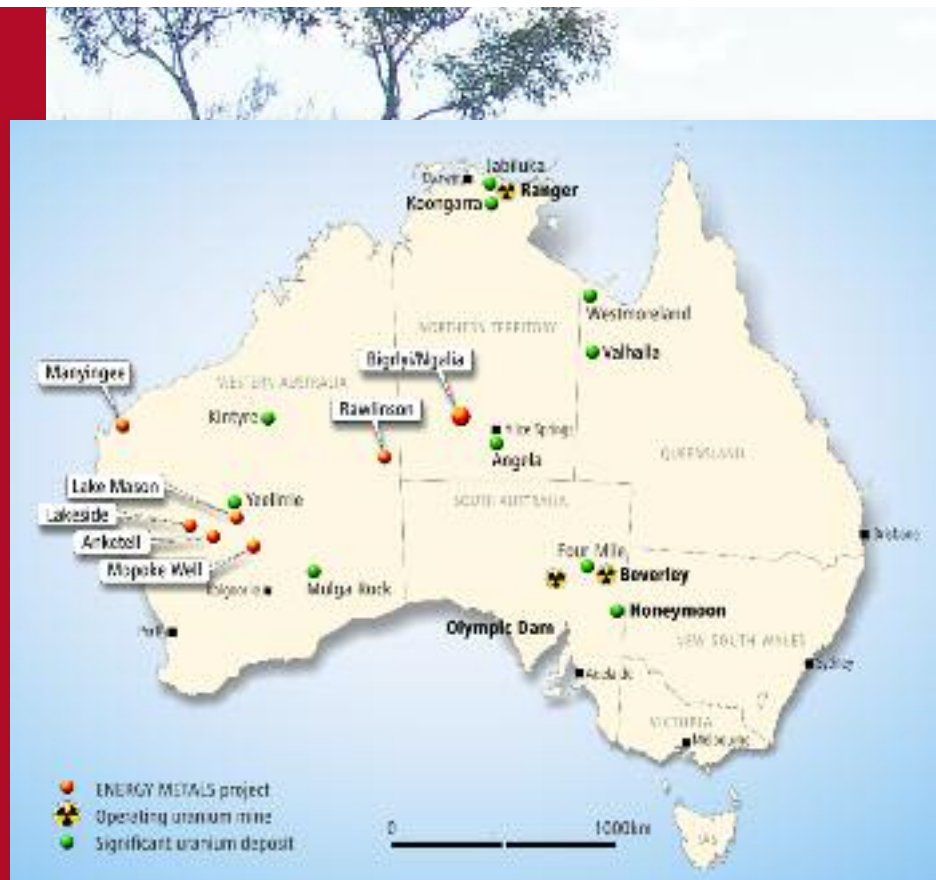 Jabiluka
Darwin
Ranger
Koongarra
Westmoreland
NORTHERN TERRITORY
Valhalla
Bigrlyi/Ngalia
Manyingee
WESTERN AUSTRALIA
Rawlinson
Kintyre
Alice Springs
Angela
QUEENSLAND
Lake Mason
Yeelirrie
SOUTH AUSTRALIA
Lakeside
Anketell
Brisbane
Four Mile
Mopoke Well
Beverley
Kalgoorlie
Mulga Rock
Honeymoon
Olympic Dam
Perth
NEW SOUTH WALES
Sydney
Adelaide
VICTORIA
Melbourne
ENERGY METALS project
Operating uranium mine
0 1000km
Significant uranium deposit
TAS